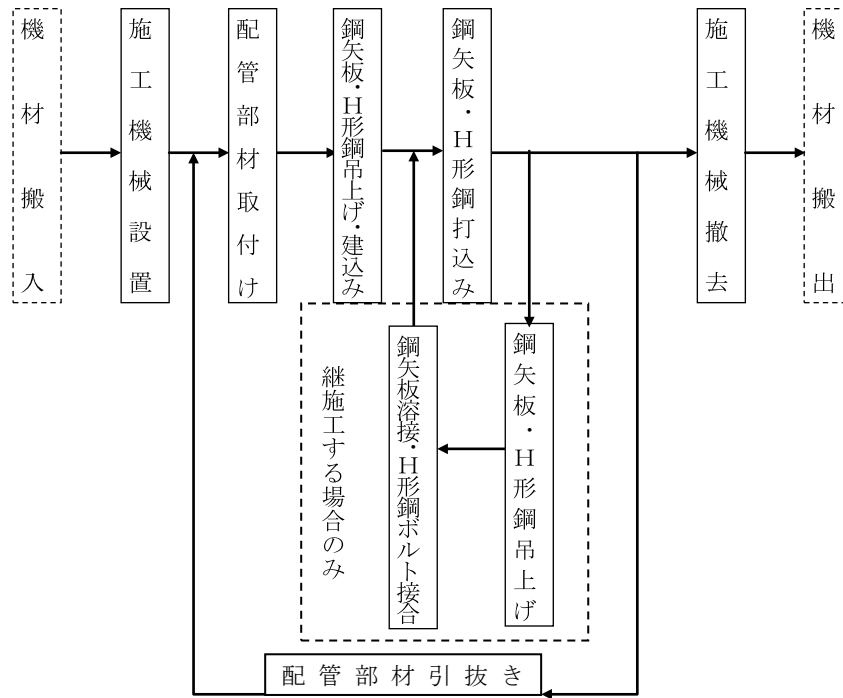 機材搬入
施工機械設置
配管部材取付け
鋼矢板・H形鋼吊上げ・建込み
鋼矢板・H形鋼打込み
施工機械撤去
機材搬出
継施工する場合のみ
鋼矢板溶接・H形鋼ボルト接合
鋼矢板・H形鋼吊上げ
配管部材引抜き